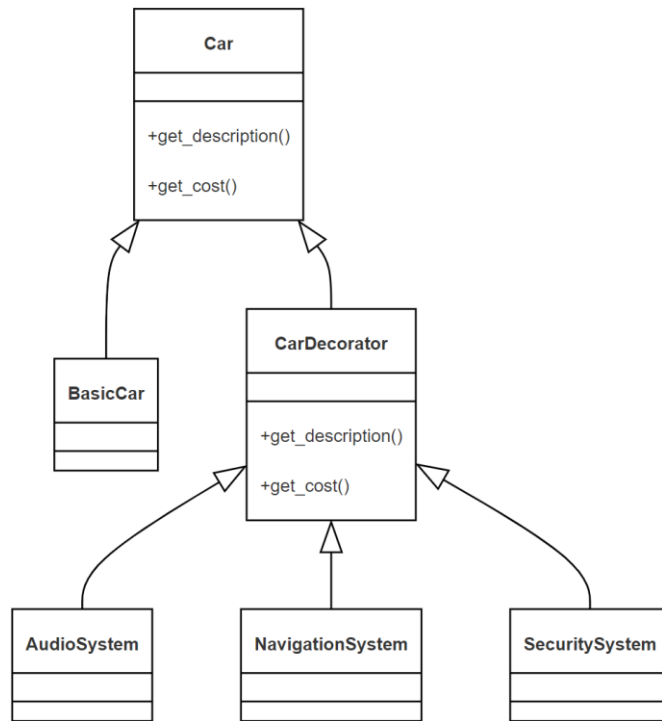 Car
+get_description()
+get_cost()
CarDecorator
BasicCar
+get_description()
+get_cost()
AudioSystem
NavigationSystem
SecuritySystem